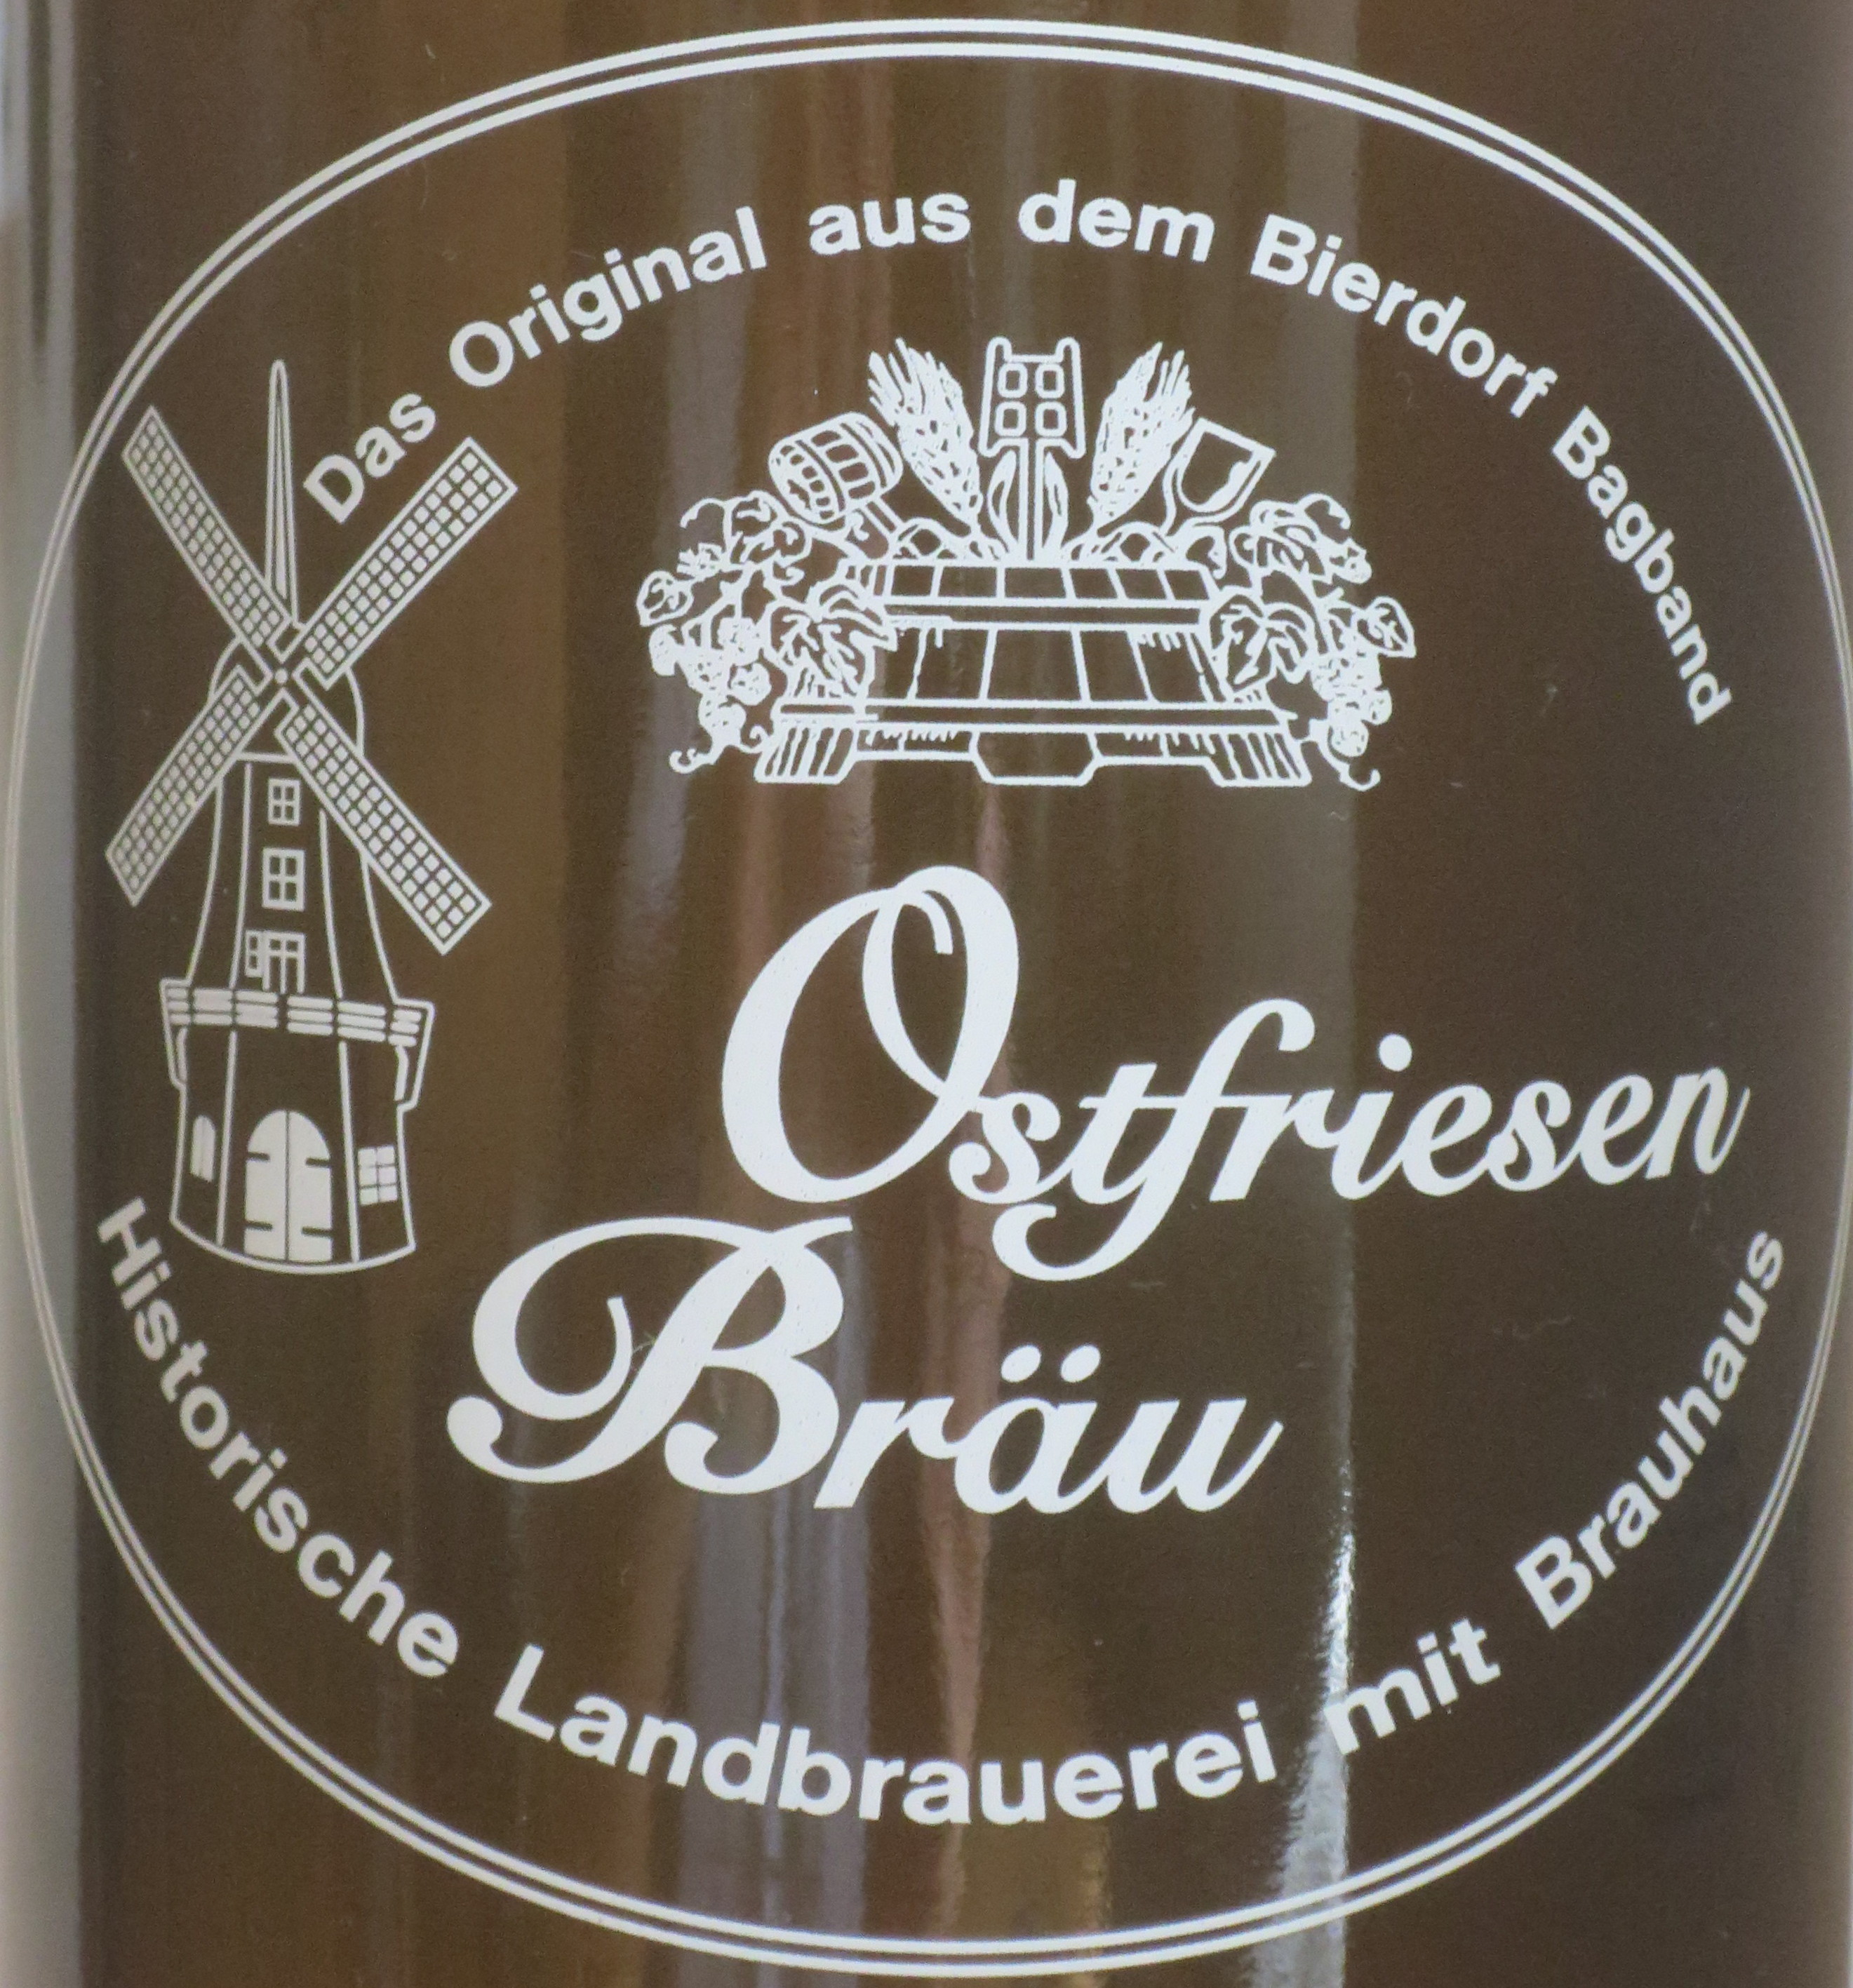 Das Original aus dem Bierdorf Bagband
Ostfriesen
Bräu
Historische Landbrauerei mit Brauhaus